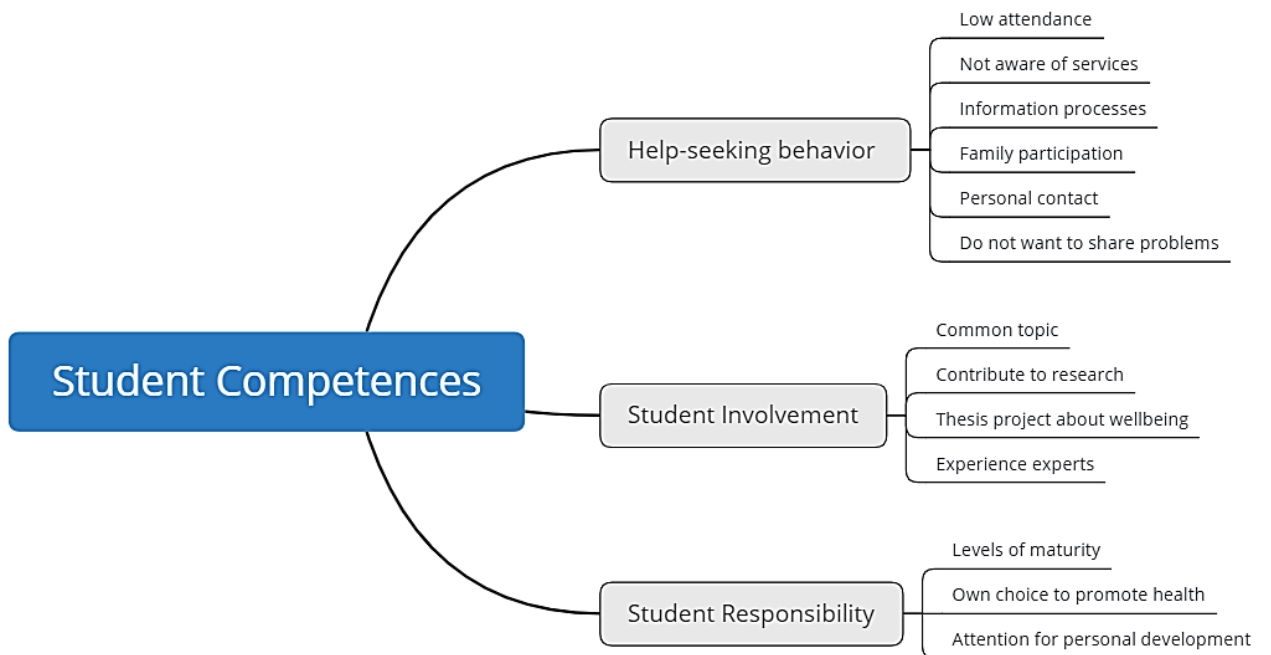 Student Competences
Help-seeking behavior
Low attendance
Not aware of services
Information processes
Family participation
Personal contact
Do not want to share problems
Student Involvement
Common topic
Contribute to research
Thesis project about wellbeing
Experience experts
Student Responsibility
Levels of maturity
Own choice to promote health
Attention for personal development